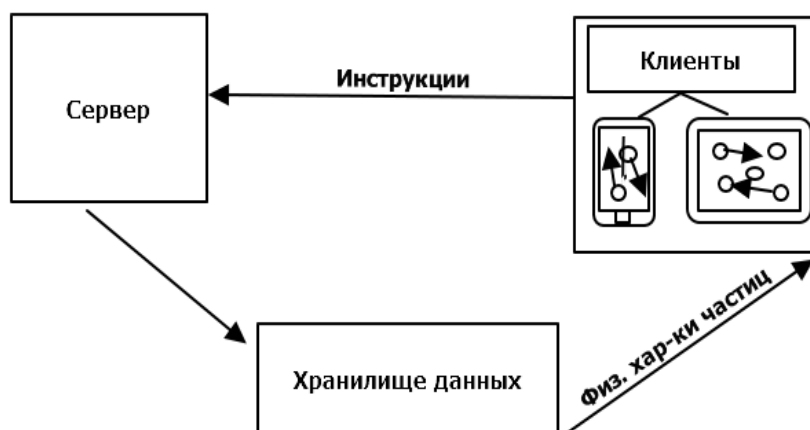 Клиенты
Инструкции
Сервер
Физ. хар-ки частиц
Хранилище данных